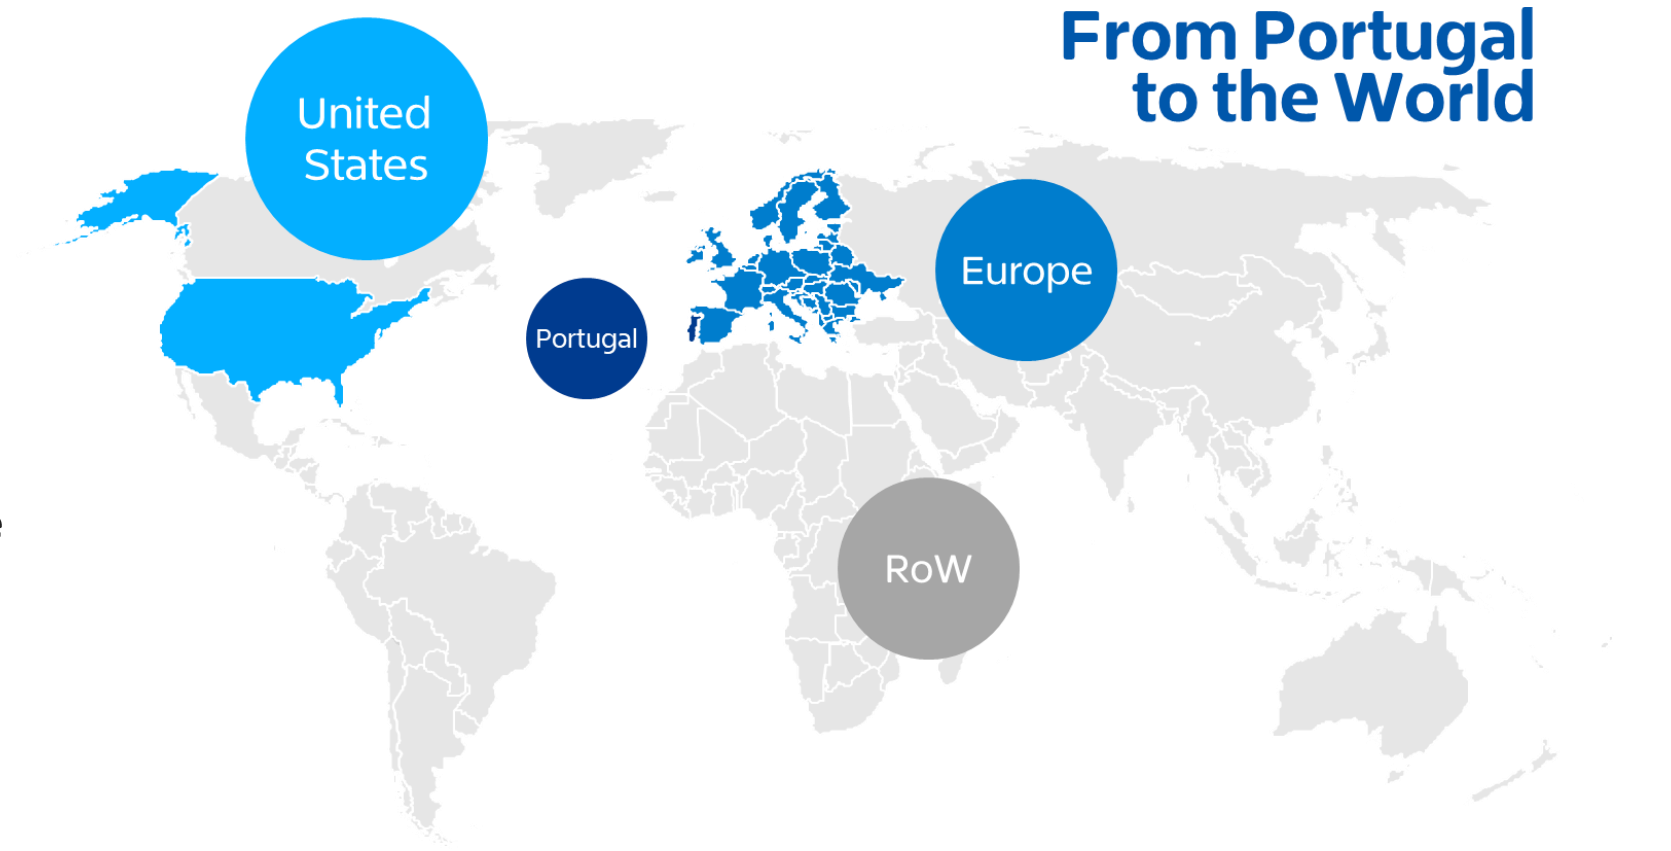 From Portugal
to the World
United
States
Europe
Portugal
RoW
e